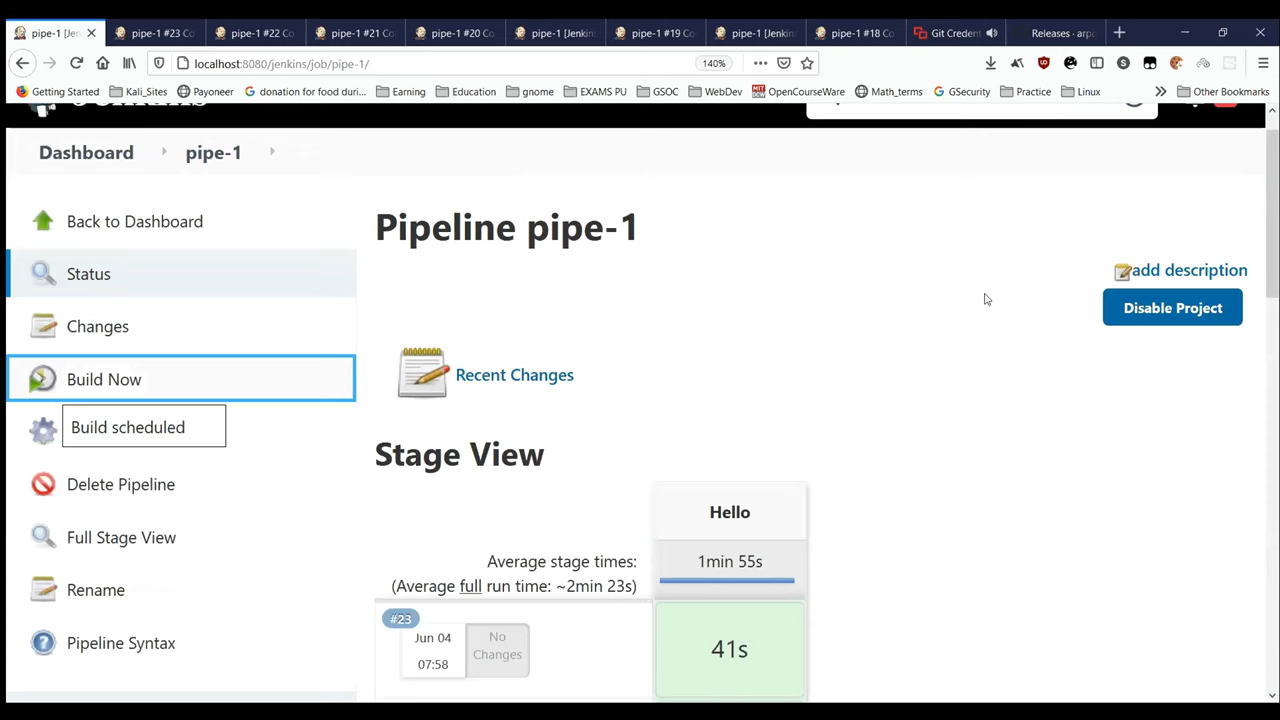 pipe-1 [Jenk
pipe-1 #23 Co
pipe-1 #22 Co
pipe-1 #21 Co
pipe-1 #20 Co
pipe-1 [Jenkin
pipe-1 #19 Co
pipe-1 [Jenkin
pipe-1 #18 Co
Git Credent
Releases · arpo
localhost:8080/jenkins/job/pipe-1/
140%
Getting Started
Kali_Sites
Payoneer
donation for food duri...
Earning
Education
gnome
EXAMS PU
GSOC
WebDev
OpenCourseWare
Math_terms
GSecurity
Practice
Linux
Other Bookmarks
Dashboard
pipe-1
Back to Dashboard
Status
Changes
Build Now
Build scheduled
Delete Pipeline
Full Stage View
Rename
Pipeline Syntax
Pipeline pipe-1
add description
Disable Project
Recent Changes
Stage View
Hello
Average stage times:
1min 55s
(Average full run time: ~2min 23s)
#23
Jun 04
07:58
No
Changes
41s